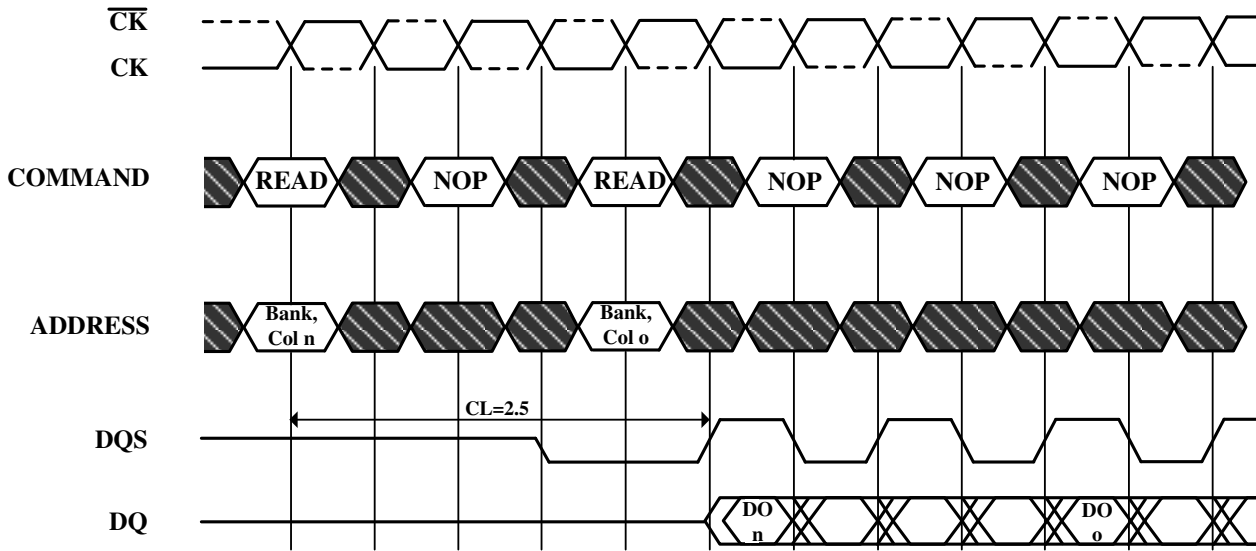 CK
CK
COMMAND
READ
NOP
READ
NOP
NOP
NOP
ADDRESS
Bank,
Col n
Bank,
Col o
CL=2.5
DQS
DQ
DO
n
DO
o